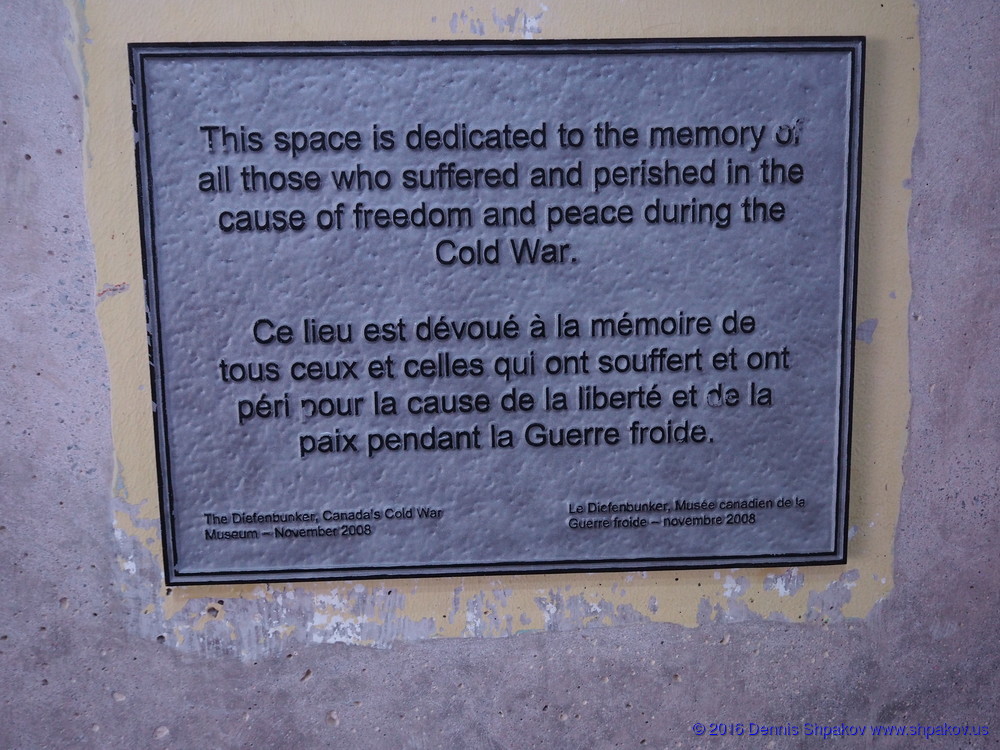 This space is dedicated to the memory of
all those who suffered and perished in the
cause of freedom and peace during the
Cold War.
Ce lieu est dévoué à la mémoire de
tous ceux et celles qui ont souffert et ont
péri pour la cause de la liberté et de la
paix pendant la Guerre froide.
The Diefenbunker, Canada's Cold War
Museum – November 2008
Le Diefenbunker, Musée canadien de la
Guerre froide – novembre 2008
© 2016 Dennis Shpakov www.shpakov.us